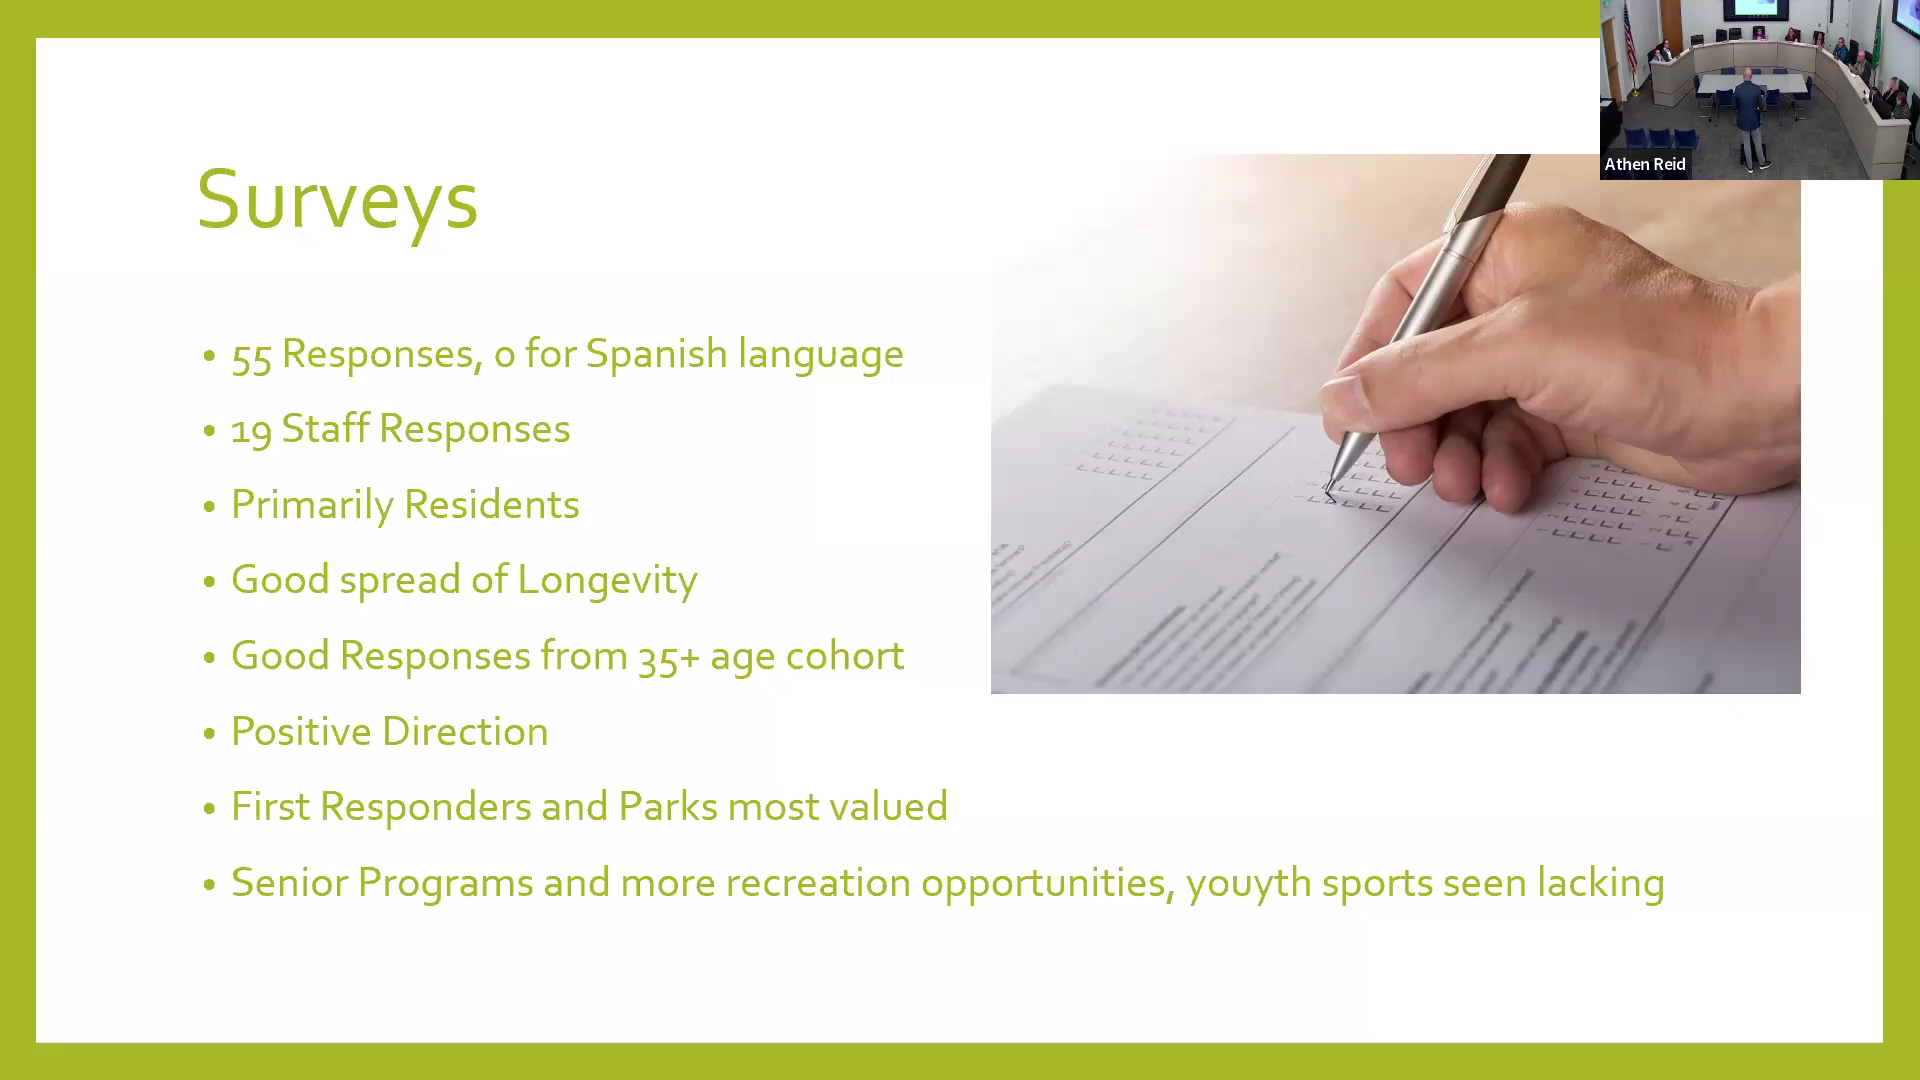 Surveys
• 55 Responses, 0 for Spanish language
• 19 Staff Responses
• Primarily Residents
• Good spread of Longevity
• Good Responses from 35+ age cohort
• Positive Direction
• First Responders and Parks most valued
• Senior Programs and more recreation opportunities, youyth sports seen lacking
Athen Reid